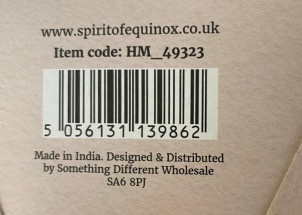 www.spiritofequinox.co.uk
Item code: HM_49323
5 056131 139862
Made in India. Designed & Distributed
by Something Different Wholesale
SA6 8PJ